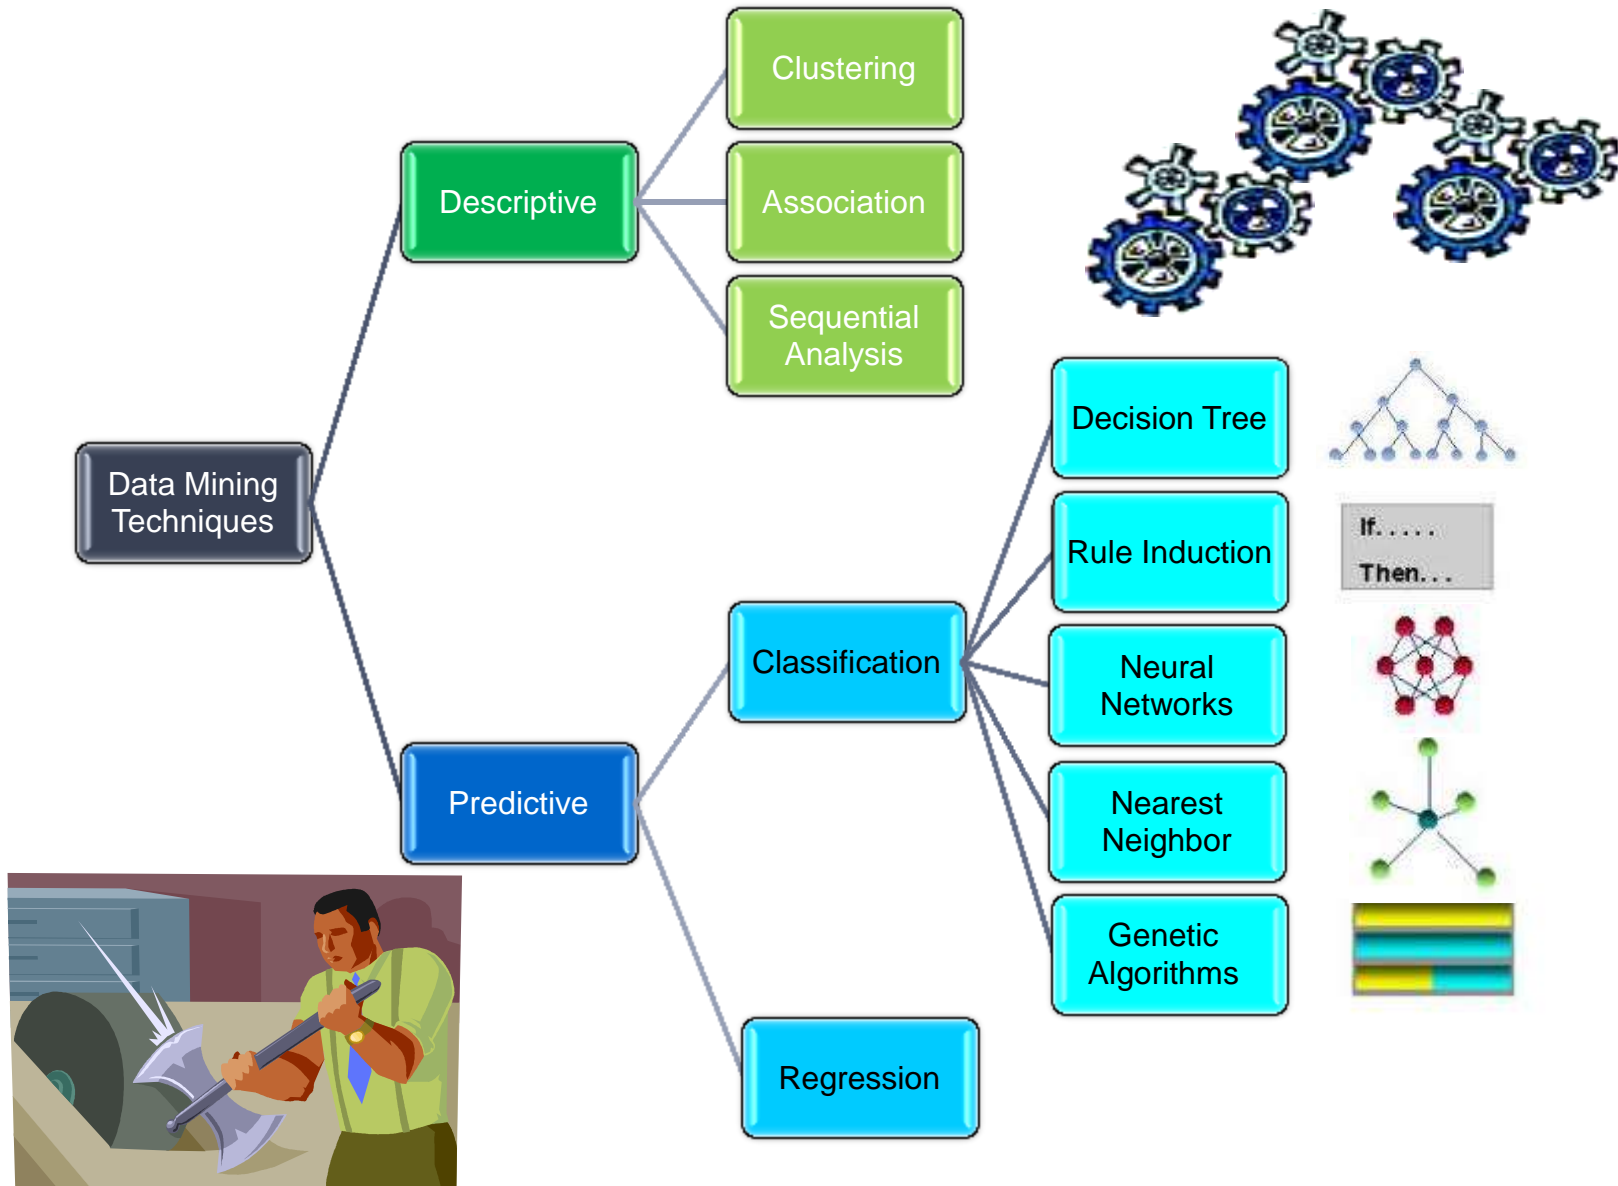 Clustering
Descriptive
Association
Sequential
Analysis
Data Mining
Techniques
Decision Tree
If.....
Then...
Rule Induction
Classification
Neural
Networks
Predictive
Nearest
Neighbor
Genetic
Algorithms
Regression